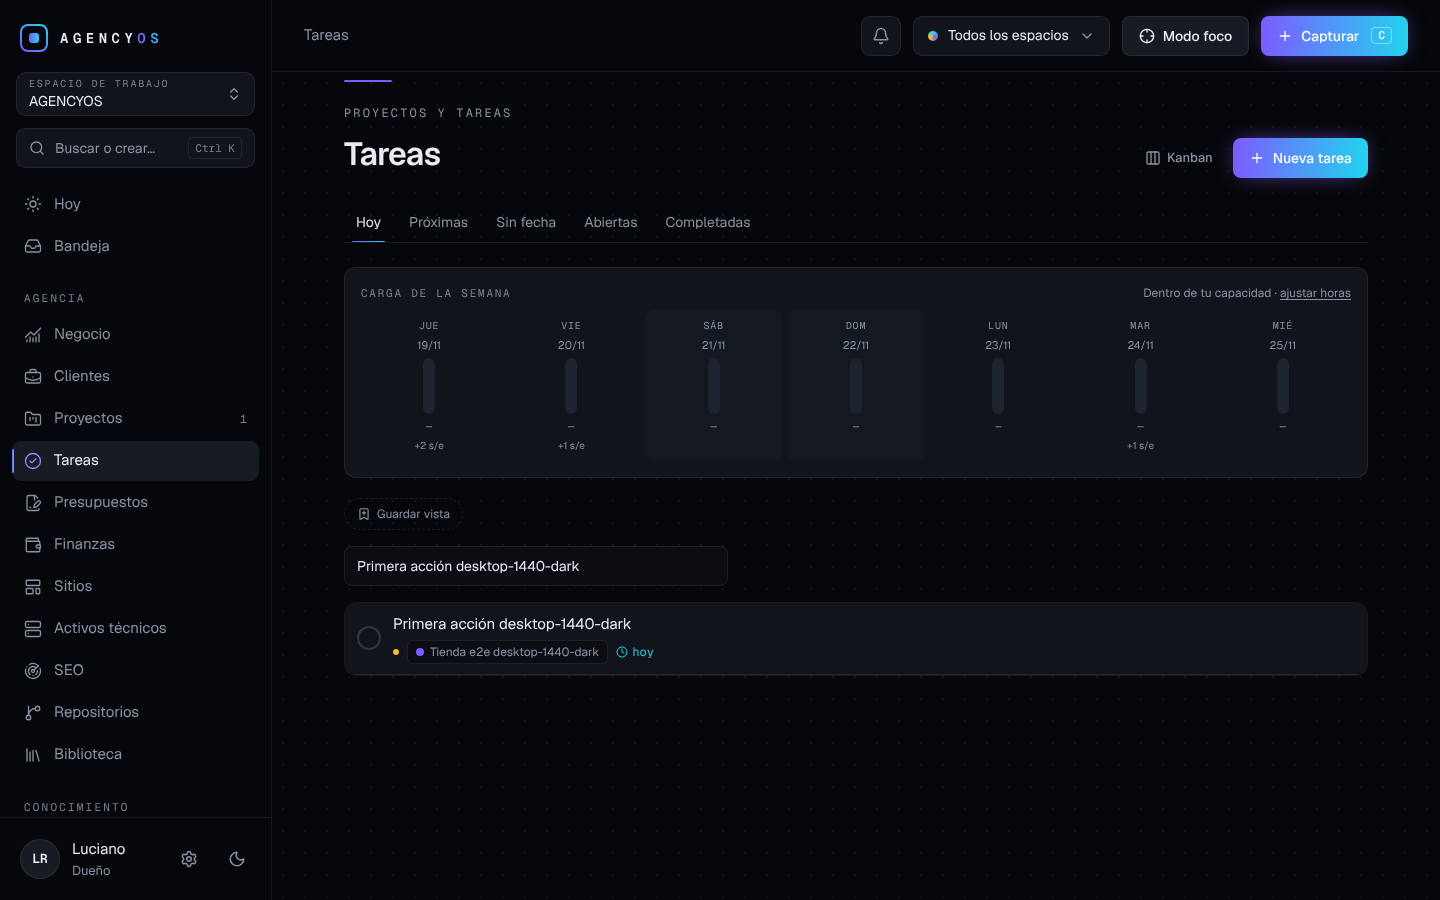 AGENCYOS
ESPACIO DE TRABAJO
AGENCYOS
Buscar o crear...
Ctrl K
Hoy
Bandeja
AGENCIA
Negocio
Clientes
Proyectos 1
Tareas
Presupuestos
Finanzas
Sitios
Activos técnicos
SEO
Repositorios
Biblioteca
CONOCIMIENTO
LR
Luciano
Dueño
Tareas
Todos los espacios
Modo foco
Capturar C
PROYECTOS Y TAREAS
Tareas
Kanban
Nueva tarea
Hoy Próximas Sin fecha Abiertas Completadas
CARGA DE LA SEMANA
Dentro de tu capacidad · ajustar horas
JUE VIE SÁB DOM LUN MAR MIÉ
19/11 20/11 21/11 22/11 23/11 24/11 25/11
– – – – – – –
+2 s/e +1 s/e +1 s/e
Guardar vista
Primera acción desktop-1440-dark
Primera acción desktop-1440-dark
Tienda e2e desktop-1440-dark hoy